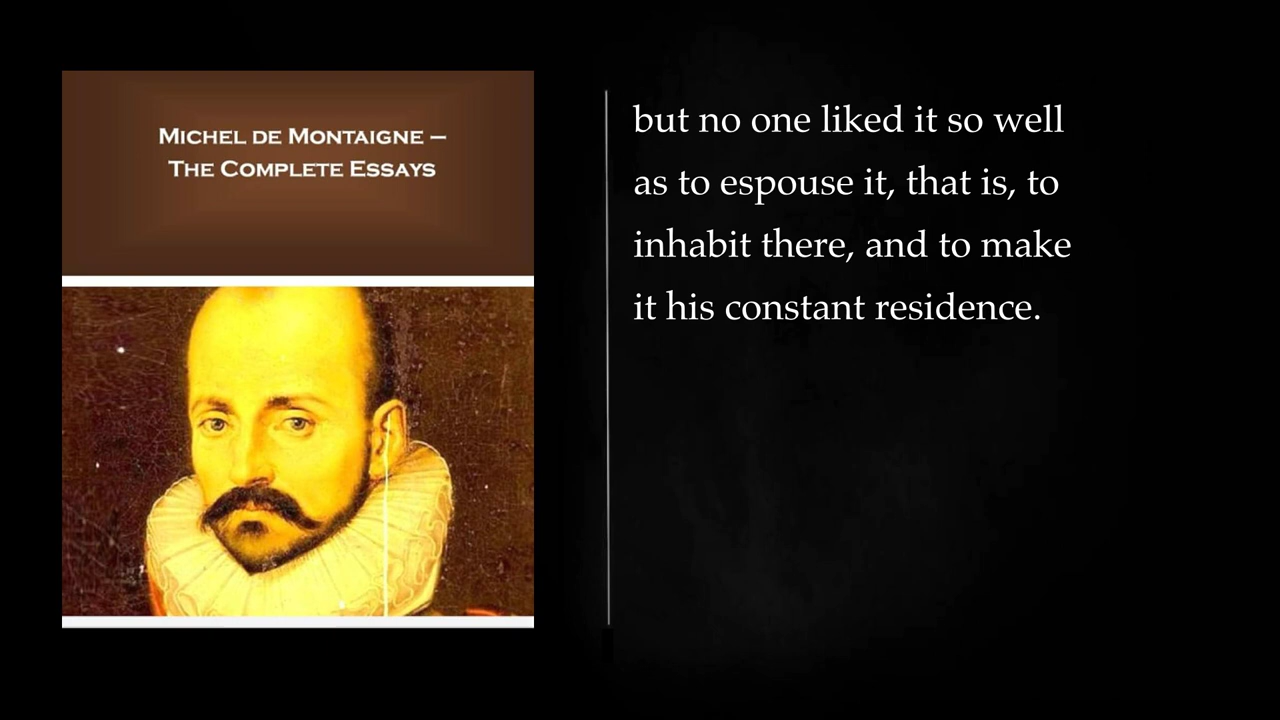 Michel de Montaigne –
The Complete Essays
but no one liked it so well
as to espouse it, that is, to
inhabit there, and to make
it his constant residence.